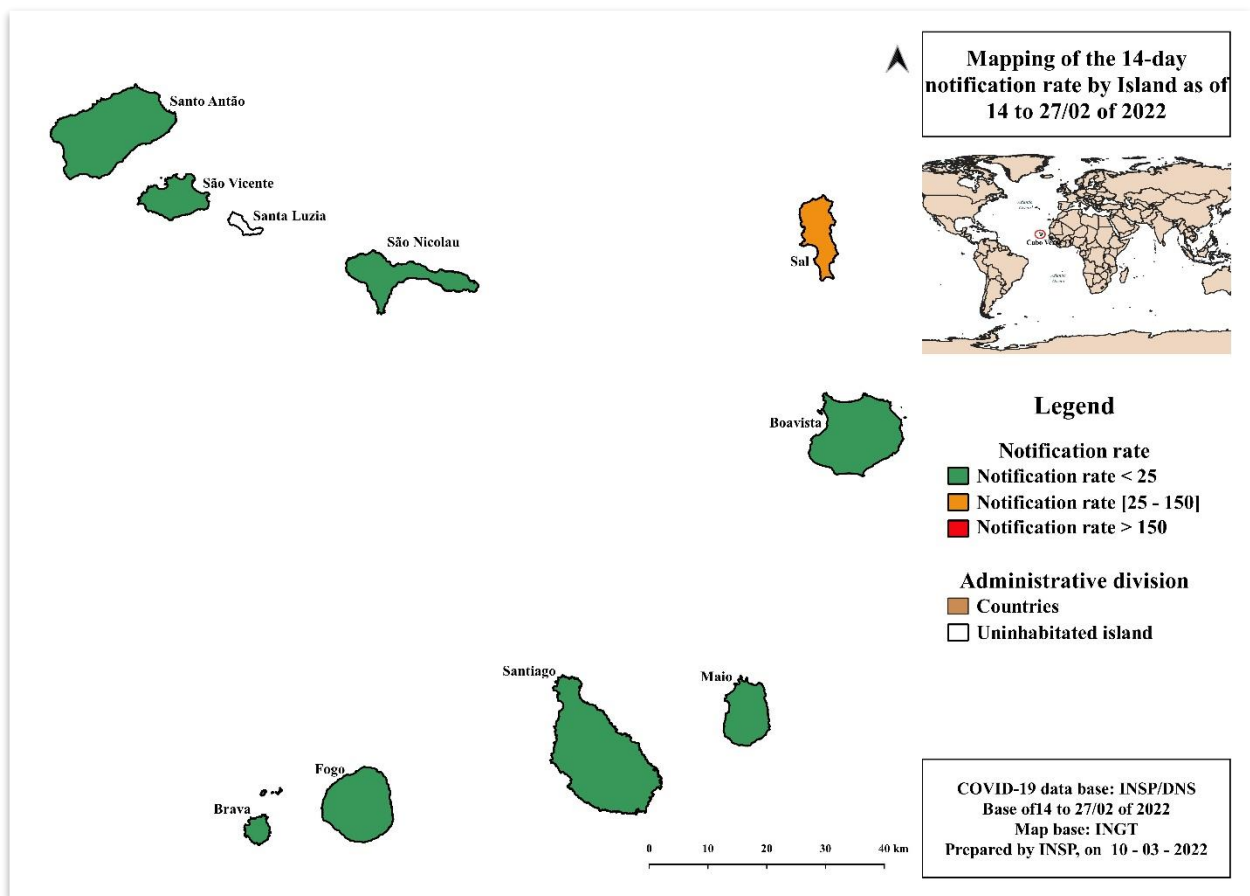 Mapping of the 14-day
notification rate by Island as of
14 to 27/02 of 2022
Santo Antão
São Vicente
Santa Luzia
São Nicolau
Sal
Boavista
Santiago
Maio
Fogo
Brava
Legend
Notification rate
Notification rate < 25
Notification rate [25 - 150]
Notification rate > 150
Administrative division
Countries
Uninhabitated island
0 10 20 30 40 km
COVID-19 data base: INSP/DNS
Base of14 to 27/02 of 2022
Map base: INGT
Prepared by INSP, on 10 - 03 - 2022